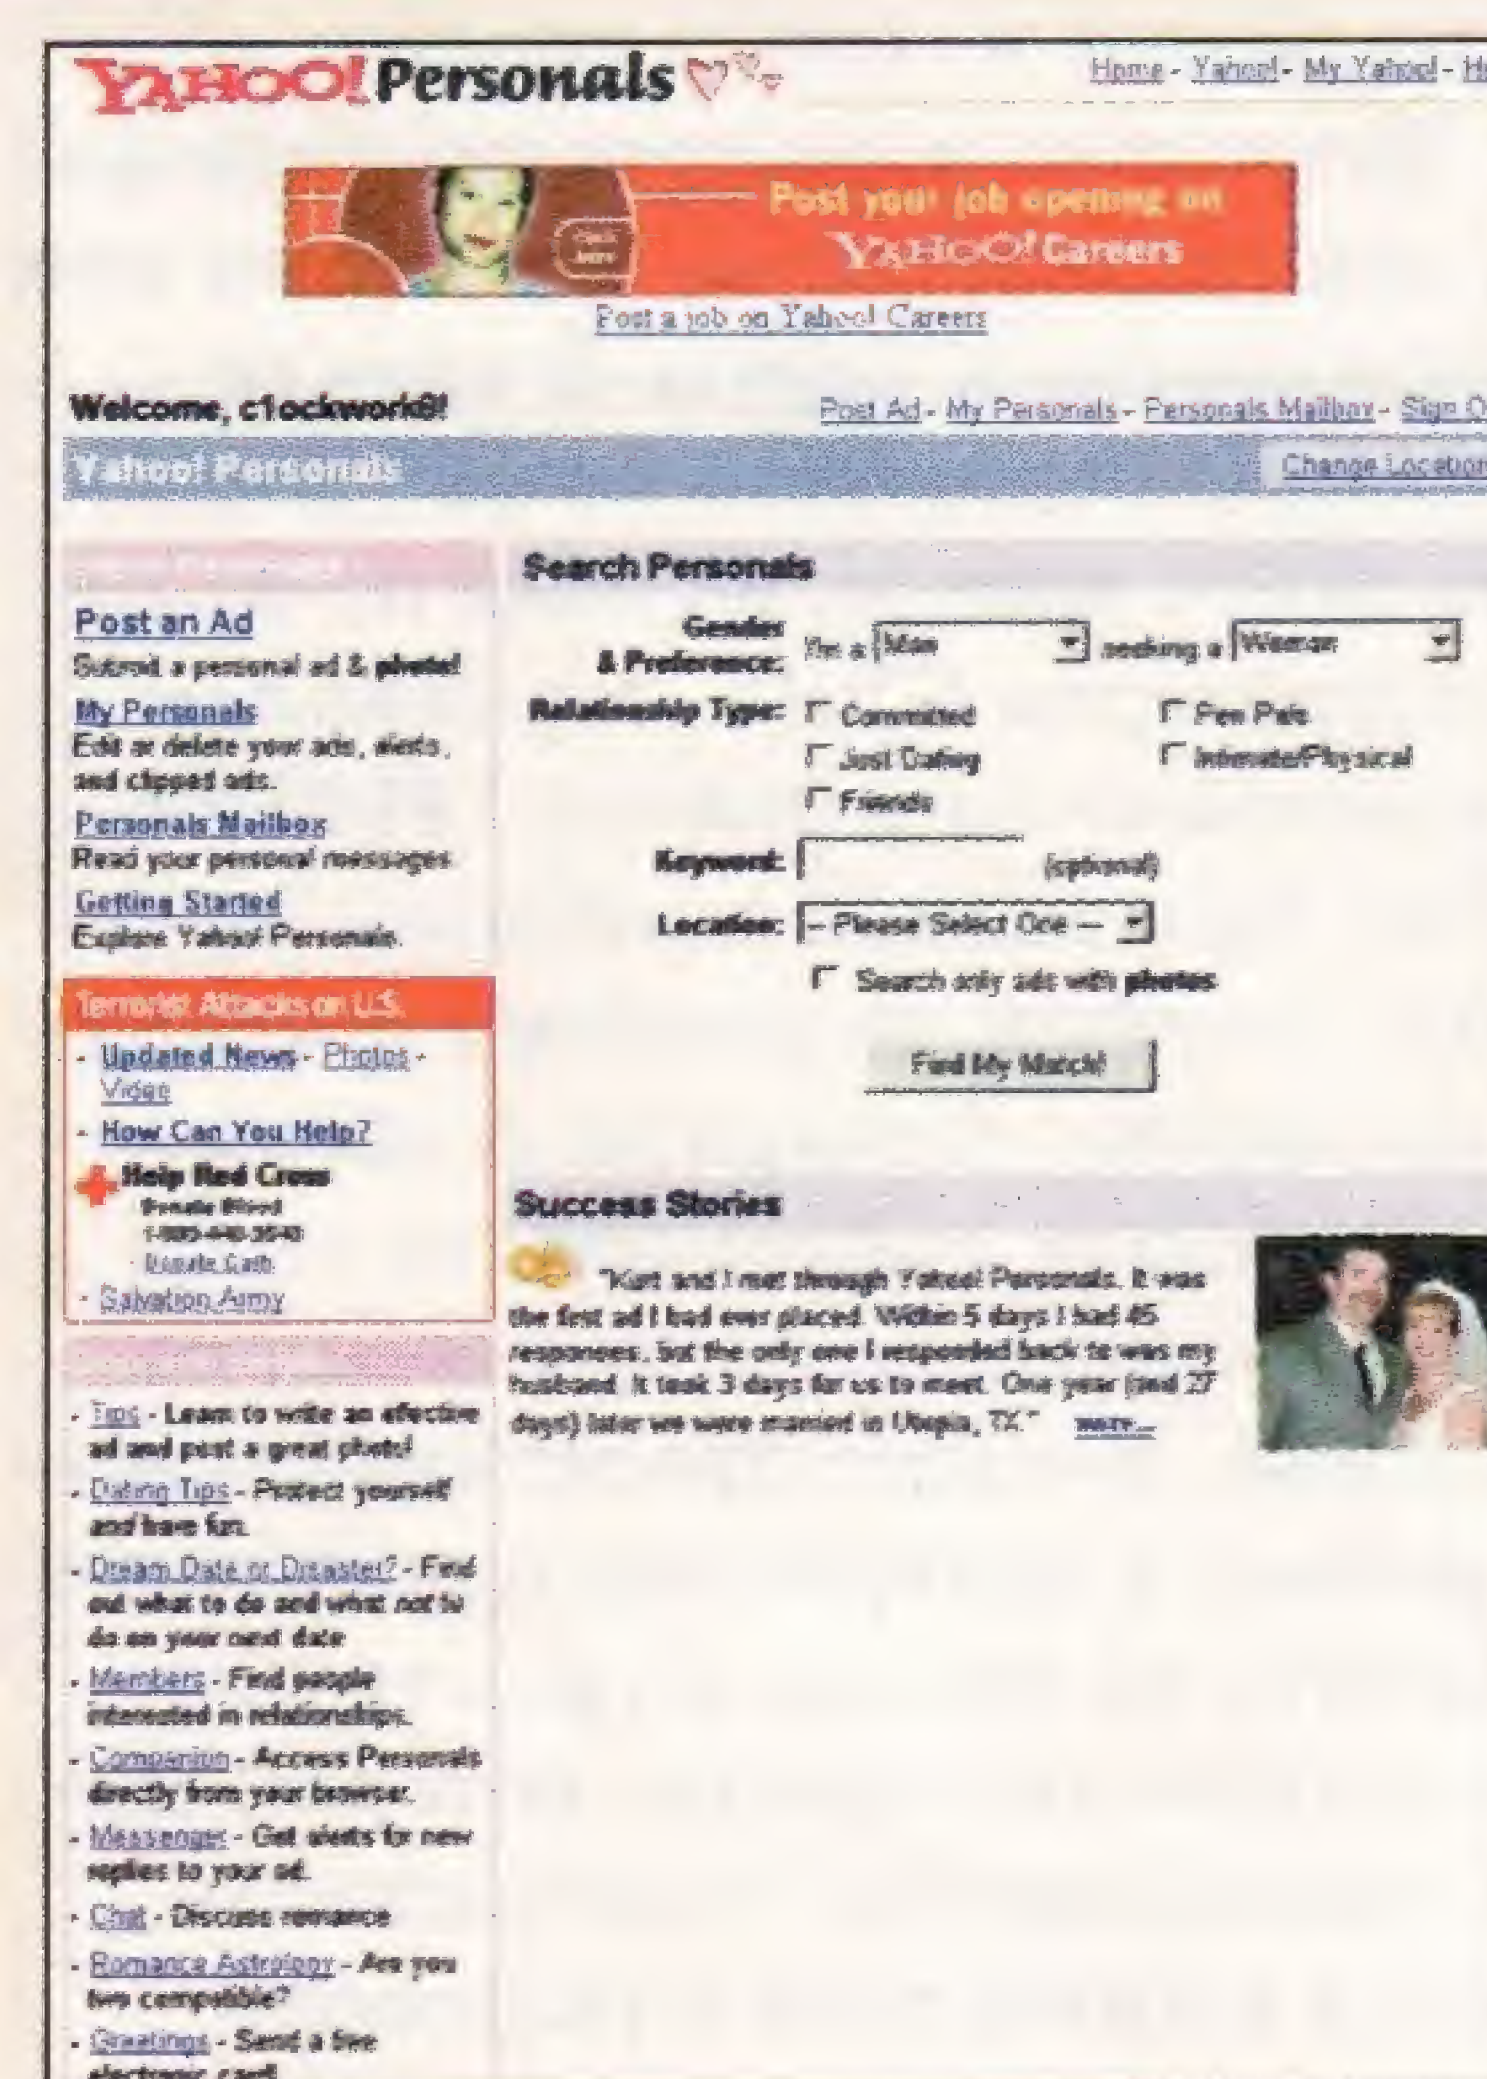 YAHOO! Personals
Home - Yahoo! - My Yahoo! - He
Post your job opening on
YAHOO! Careers
Click
here
Post a job on Yahoo! Careers
Welcome, c1ockwork8!
Post Ad - My Personals - Personals Mailbox - Sign O
Yahoo! Personals
Change Location
Post an Ad
Submit a personal ad & photo!
My Personals
Edit or delete your ads, alerts,
and clipped ads.
Personals Mailbox
Read your personal messages
Getting Started
Explore Yahoo! Personals.
Terrorist Attacks on U.S.
- Updated News - Photos -
Video
- How Can You Help?
Help Red Cross
Donate Blood
Donate Cash
- Salvation Army
- Tips - Learn to write an effective
ad and post a great photo!
- Dating Tips - Protect yourself
and have fun.
- Dream Date or Disaster? - Find
out what to do and what not to
do on your next date
- Members - Find people
interested in relationships.
- Companion - Access Personals
directly from your browser.
- Messenger - Get alerts for new
replies to your ad.
- Chat - Discuss romance
- Romance Astrology - Are you
two compatible?
- Greetings - Send a free
electronic card!
Search Personals
Gender
& Preference: I'm a Man seeking a Woman
Relationship Type: Committed Pen Pals
Just Dating Intimate/Physical
Friends
Keyword: (optional)
Location: -- Please Select One --
Search only ads with photos
Find My Match!
Success Stories
"Kurt and I met through Yahoo! Personals. It was
the first ad I had ever placed. Within 5 days I had 45
responses, but the only one I responded back to was my
husband. It took 3 days for us to meet. One year (and 27
days) later we were married in Utopia, TX." more...